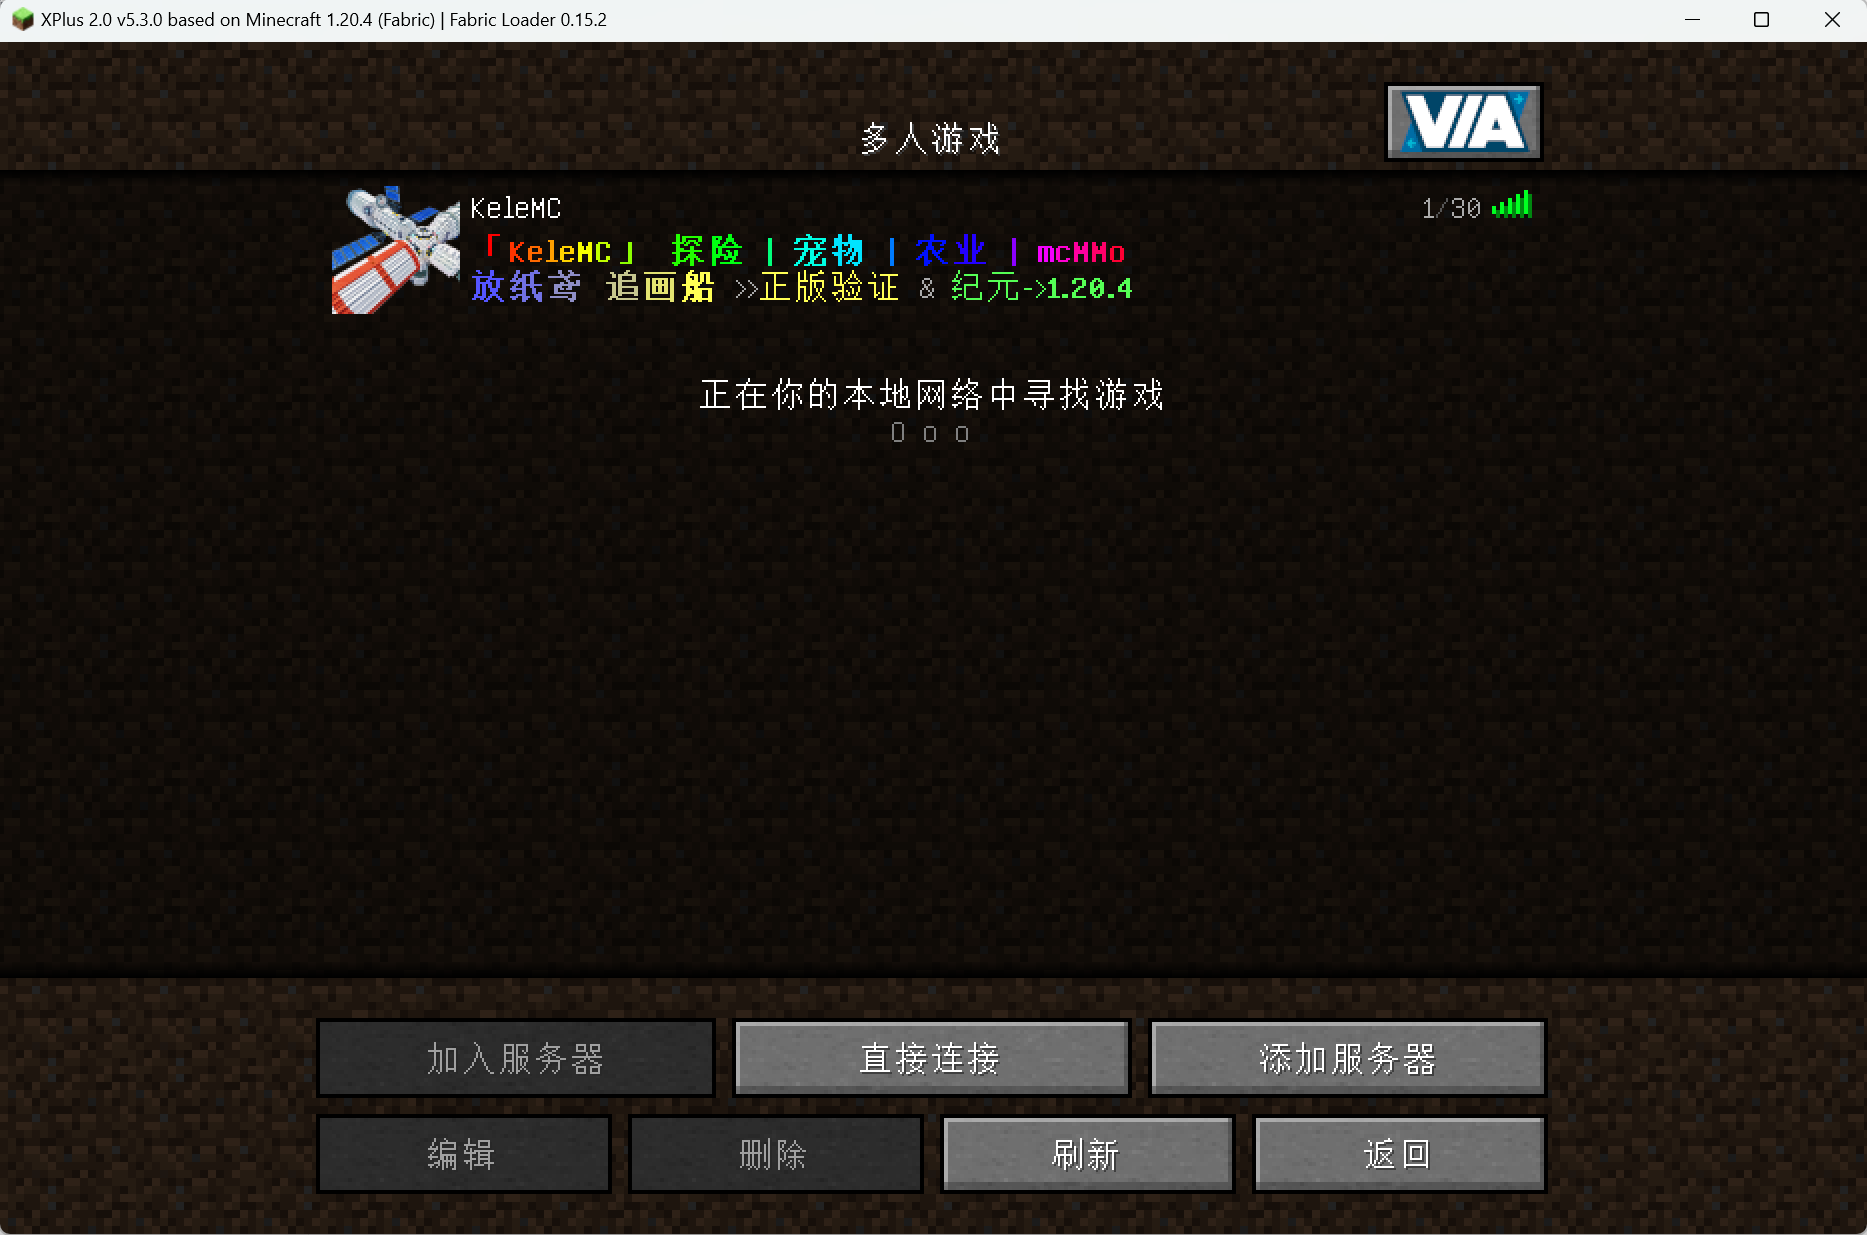 XPlus 2.0 v5.3.0 based on Minecraft 1.20.4 (Fabric) | Fabric Loader 0.15.2
多人游戏
VIA
KeleMC
1/30
「KeleMC」 探险 | 宠物 | 农业 | mcMMo
放纸鸢 追画船 >>正版验证 & 纪元->1.20.4
正在你的本地网络中寻找游戏
O o o
加入服务器
直接连接
添加服务器
编辑
删除
刷新
返回